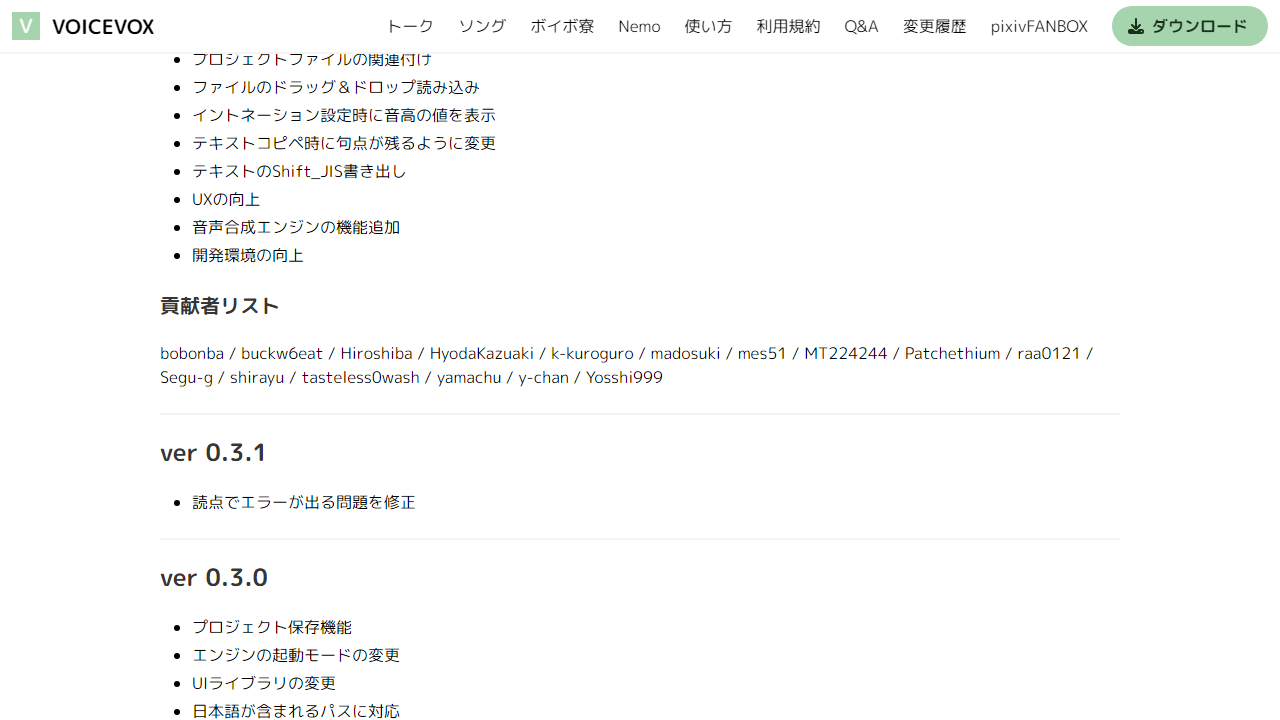 VOICEVOX
トーク ソング ボイボ寮 Nemo 使い方 利用規約 Q&A 変更履歴 pixivFANBOX ダウンロード
プロジェクトファイルの関連付け
ファイルのドラッグ＆ドロップ読み込み
イントネーション設定時に音高の値を表示
テキストコピペ時に句点が残るように変更
テキストのShift_JIS書き出し
UXの向上
音声合成エンジンの機能追加
開発環境の向上
貢献者リスト
bobonba / buckw6eat / Hiroshiba / HyodaKazuaki / k-kuroguro / madosuki / mes51 / MT224244 / Patchethium / raa0121 /
Segu-g / shirayu / tasteless0wash / yamachu / y-chan / Yosshi999
ver 0.3.1
読点でエラーが出る問題を修正
ver 0.3.0
プロジェクト保存機能
エンジンの起動モードの変更
UIライブラリの変更
日本語が含まれるパスに対応